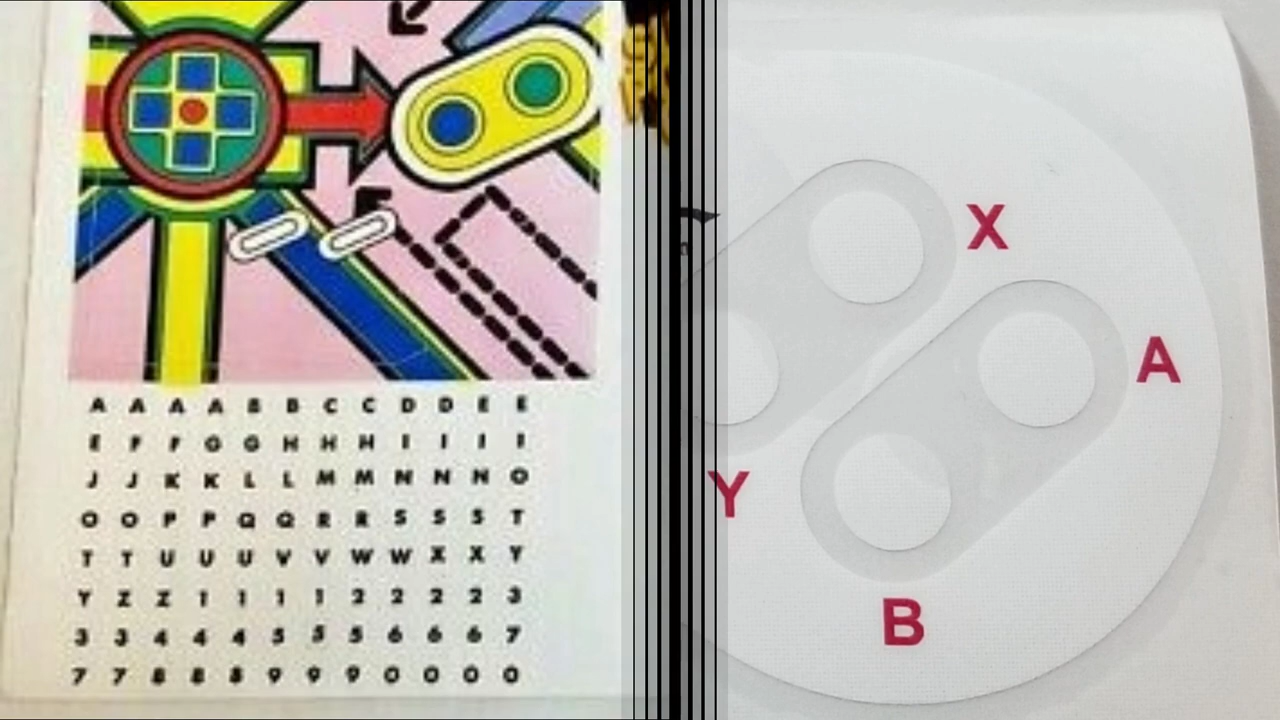 A A A A B B C C D D E E
E F F G G H H H I I I I
J J K K L L M M N N N O
O O P P Q Q R R S S S T
T T U U U V V W W X X Y
Y Z Z 1 1 1 1 2 2 2 2 3
3 3 4 4 4 5 5 5 6 6 6 7
7 7 8 8 8 9 9 9 0 0 0 0
X
A
Y
B